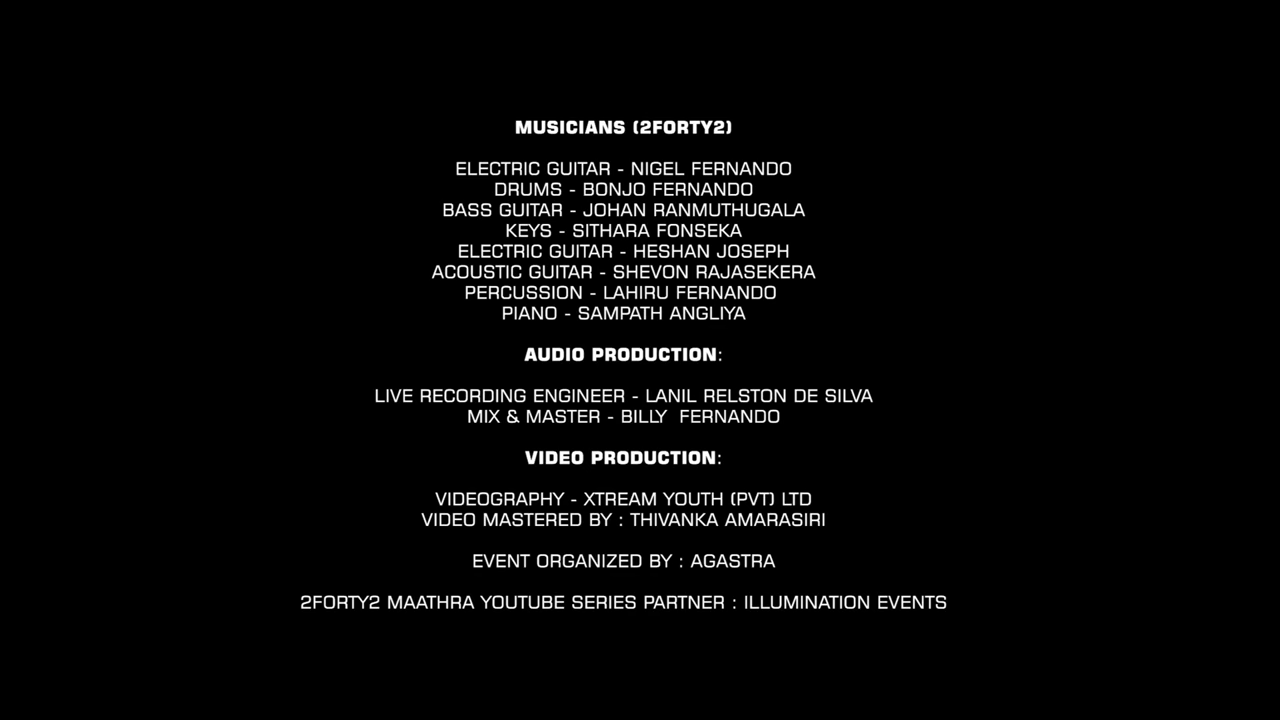 MUSICIANS (2FORTY2)
ELECTRIC GUITAR - NIGEL FERNANDO
DRUMS - BONJO FERNANDO
BASS GUITAR - JOHAN RANMUTHUGALA
KEYS - SITHARA FONSEKA
ELECTRIC GUITAR - HESHAN JOSEPH
ACOUSTIC GUITAR - SHEVON RAJASEKERA
PERCUSSION - LAHIRU FERNANDO
PIANO - SAMPATH ANGLIYA
AUDIO PRODUCTION:
LIVE RECORDING ENGINEER - LANIL RELSTON DE SILVA
MIX & MASTER - BILLY  FERNANDO
VIDEO PRODUCTION:
VIDEOGRAPHY - XTREAM YOUTH (PVT) LTD
VIDEO MASTERED BY : THIVANKA AMARASIRI
EVENT ORGANIZED BY : AGASTRA
2FORTY2 MAATHRA YOUTUBE SERIES PARTNER : ILLUMINATION EVENTS